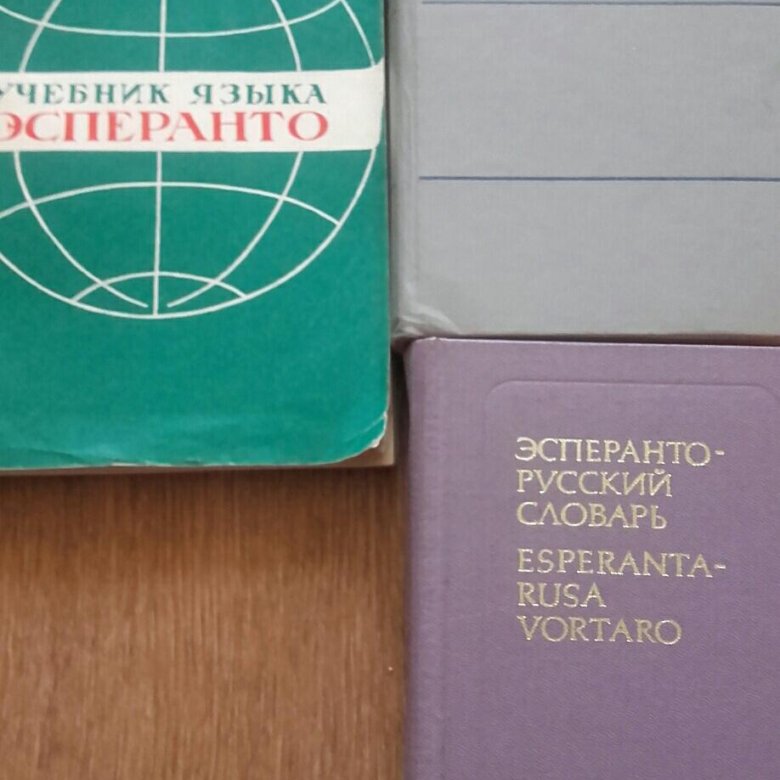 УЧЕБНИК ЯЗЫКА
ЭСПЕРАНТО
ЭСПЕРАНТО-
РУССКИЙ
СЛОВАРЬ
ESPERANTA-
RUSA
VORTARO